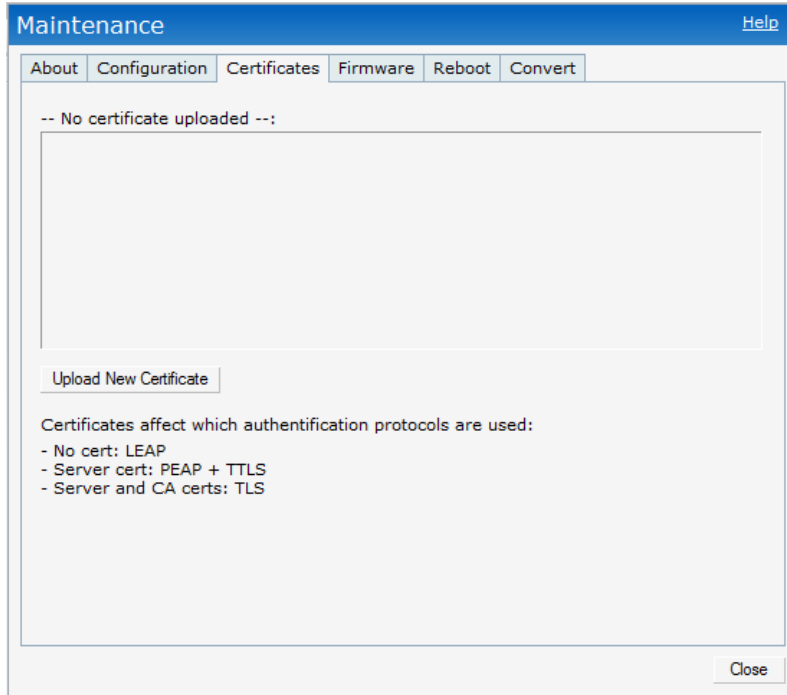 Maintenance
Help
About Configuration Certificates Firmware Reboot Convert
-- No certificate uploaded --:
Upload New Certificate
Certificates affect which authentification protocols are used:
- No cert: LEAP
- Server cert: PEAP + TTLS
- Server and CA certs: TLS
Close